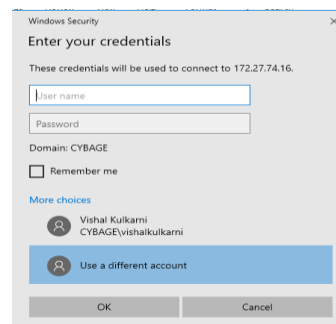 Windows Security
Enter your credentials
These credentials will be used to connect to 172.27.74.16.
User name
Password
Domain: CYBAGE
Remember me
More choices
Vishal Kulkarni
CYBAGE\vishalkulkarni
Use a different account
OK Cancel